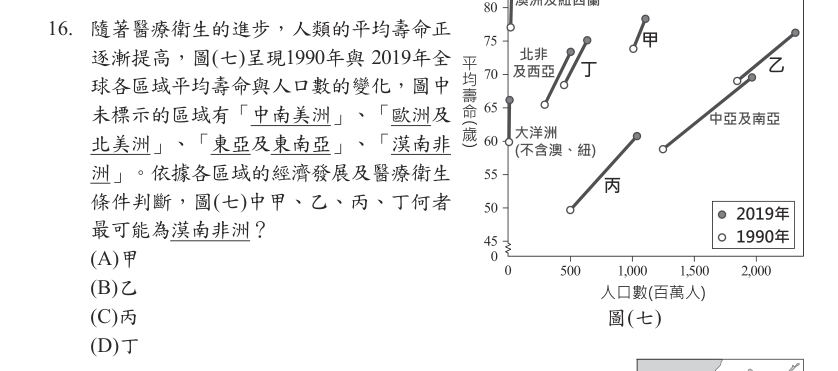 16. 隨著醫療衛生的進步，人類的平均壽命正
逐漸提高，圖(七)呈現1990年與 2019年全
球各區域平均壽命與人口數的變化，圖中
未標示的區域有「中南美洲」、「歐洲及
北美洲」、「東亞及東南亞」、「漠南非
洲」。依據各區域的經濟發展及醫療衛生
條件判斷，圖(七)中甲、乙、丙、丁何者
最可能為漠南非洲？
(A)甲
(B)乙
(C)丙
(D)丁
平均壽命(歲)
80
75
70
65
60
55
50
45
0
澳洲及紐西蘭
北非
及西亞
丁
甲
乙
中亞及南亞
大洋洲
(不含澳、紐)
丙
2019年
1990年
0
500
1,000
1,500
2,000
人口數(百萬人)
圖(七)